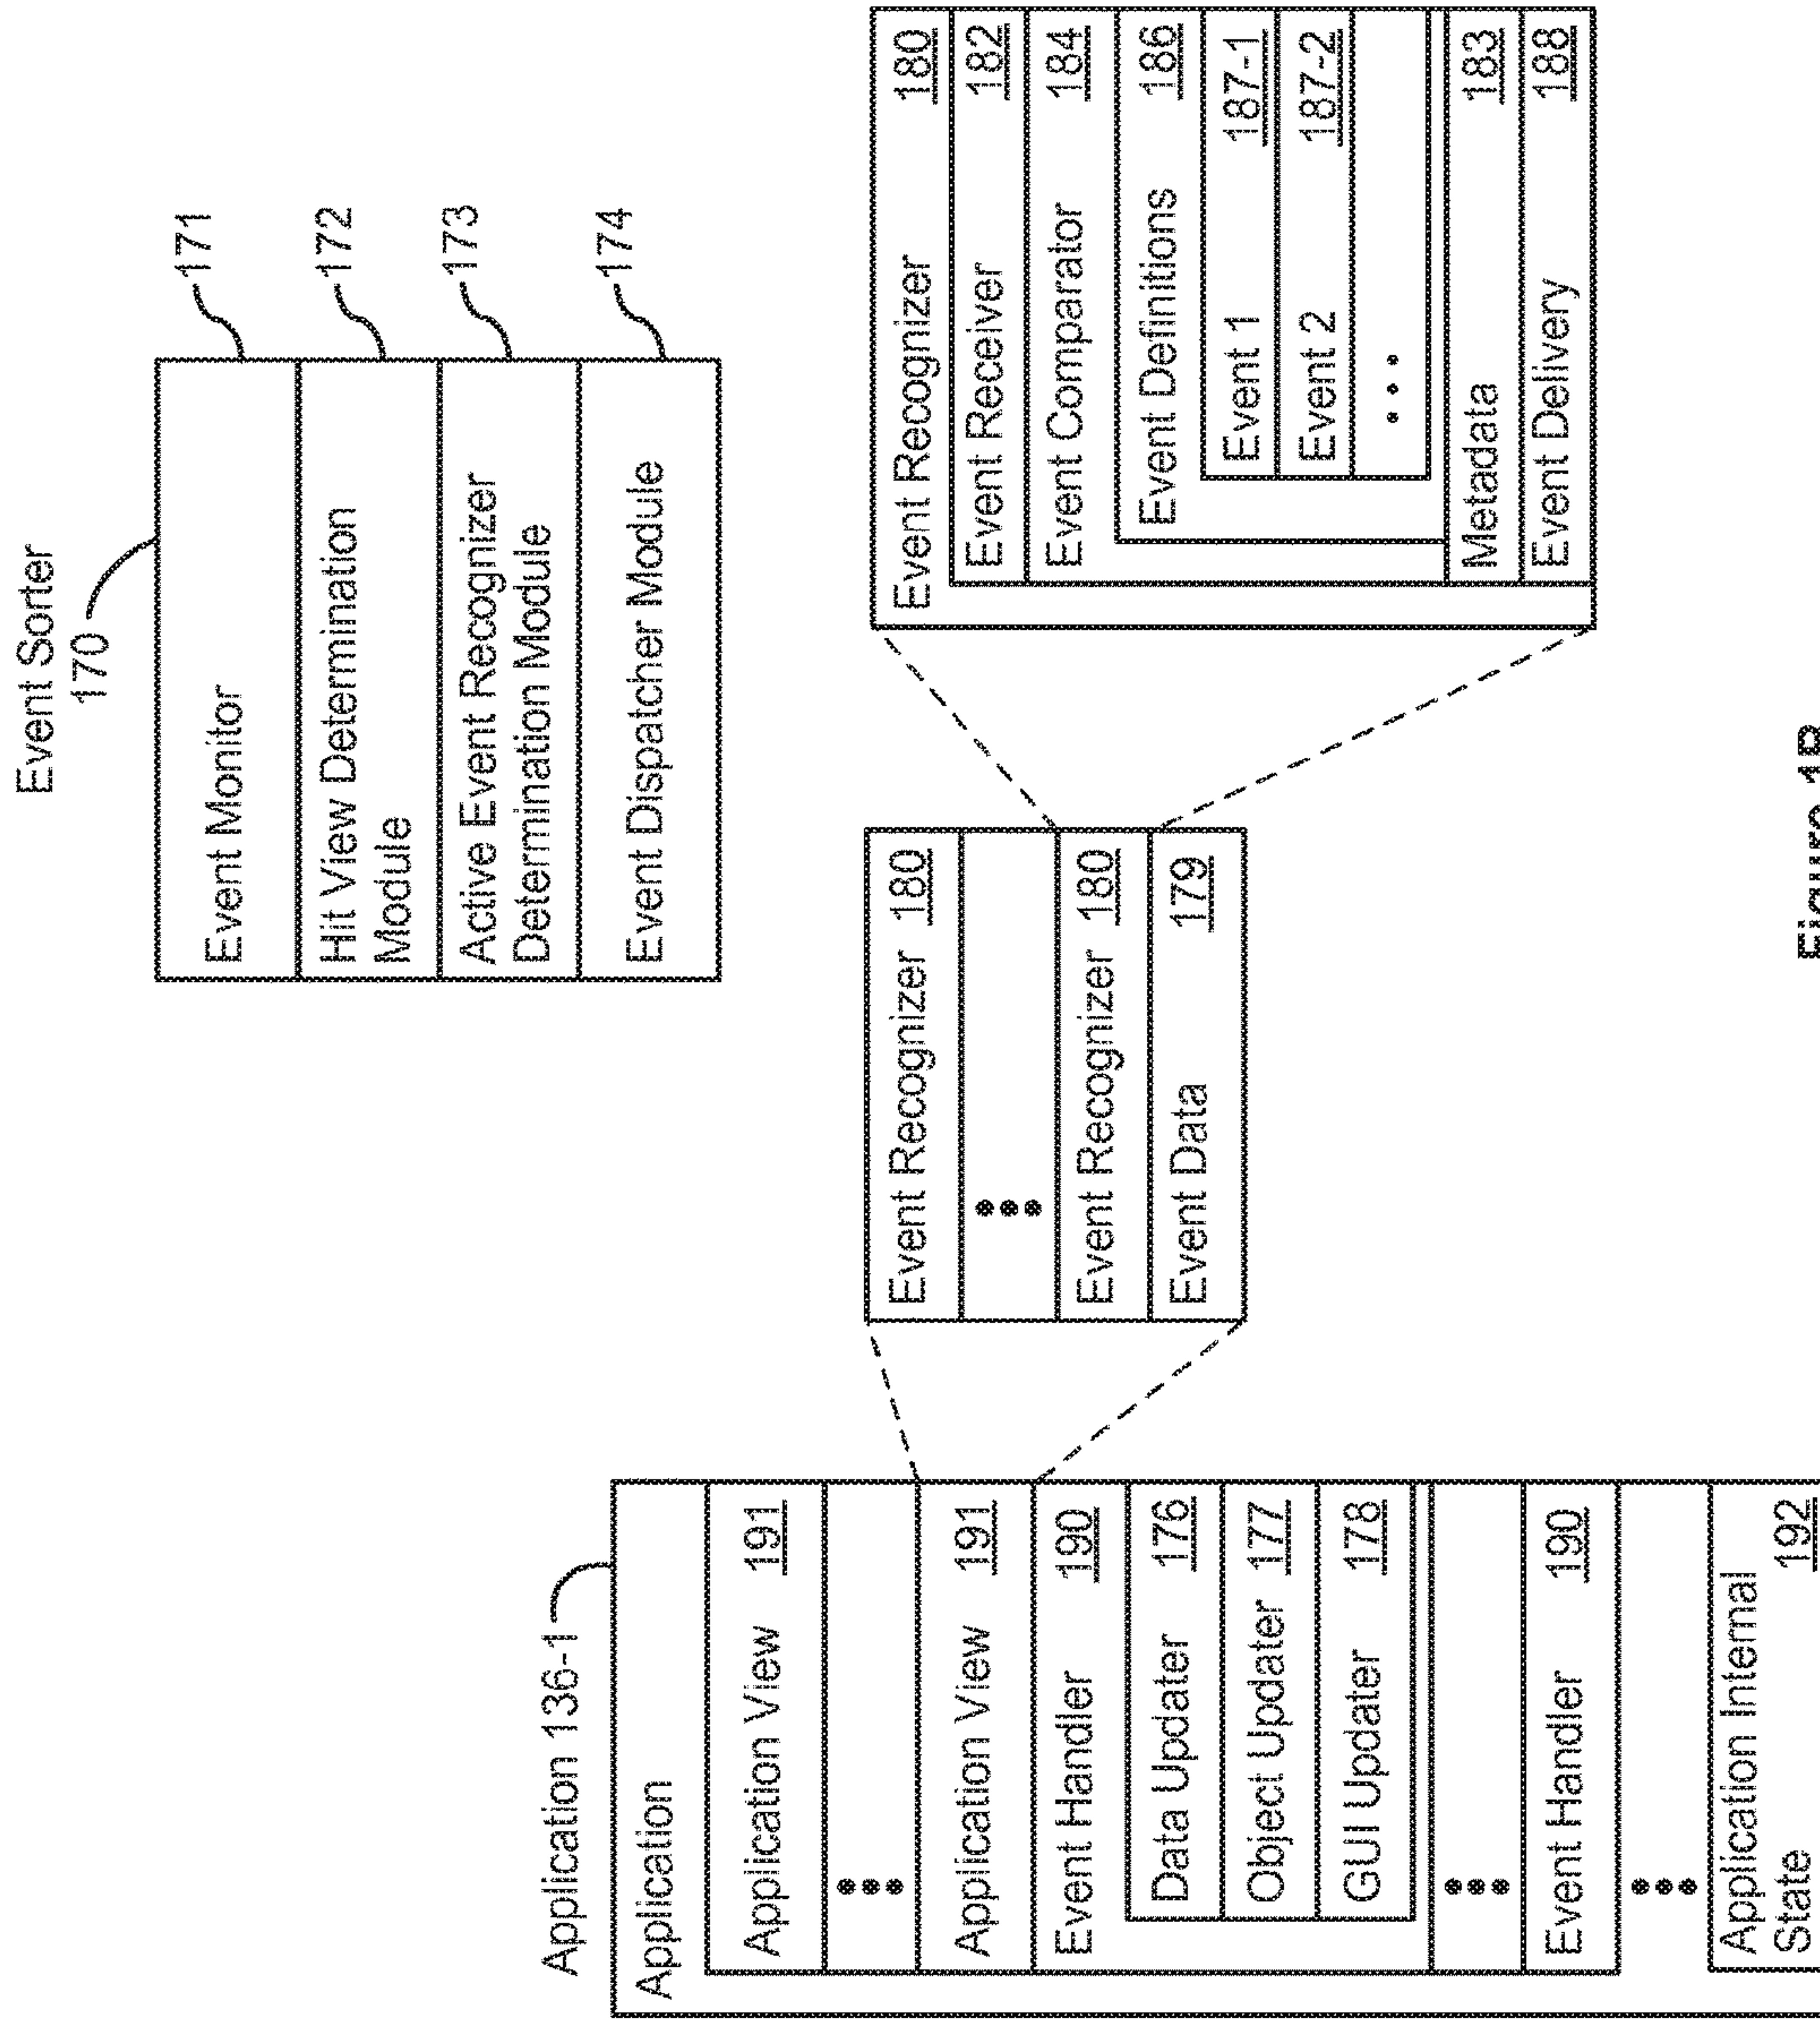 Event Sorter
170
Event Monitor
171
Hit View Determination
Module
172
Active Event Recognizer
Determination Module
173
Event Dispatcher Module
174
Application 136-1
Application
Application View 191
•••
Application View 191
Event Handler 190
Data Updater 176
Object Updater 177
GUI Updater 178
•••
Event Handler 190
•••
Application Internal
State 192
Event Recognizer 180
•••
Event Recognizer 180
Event Data 179
Event Recognizer 180
Event Receiver 182
Event Comparator 184
Event Definitions 186
Event 1 187-1
Event 2 187-2
•••
Metadata 183
Event Delivery 188
Figure 1B